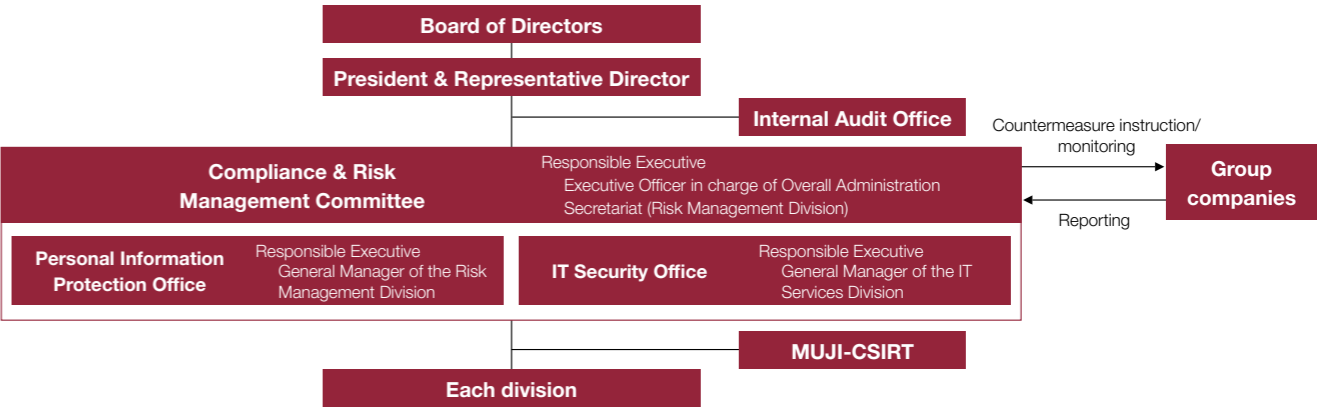 Board of Directors
President & Representative Director
Internal Audit Office
Countermeasure instruction/
monitoring
Compliance & Risk
Management Committee
Responsible Executive
Executive Officer in charge of Overall Administration
Secretariat (Risk Management Division)
Group
companies
Reporting
Personal Information
Protection Office
Responsible Executive
General Manager of the Risk
Management Division
IT Security Office
Responsible Executive
General Manager of the IT
Services Division
MUJI-CSIRT
Each division